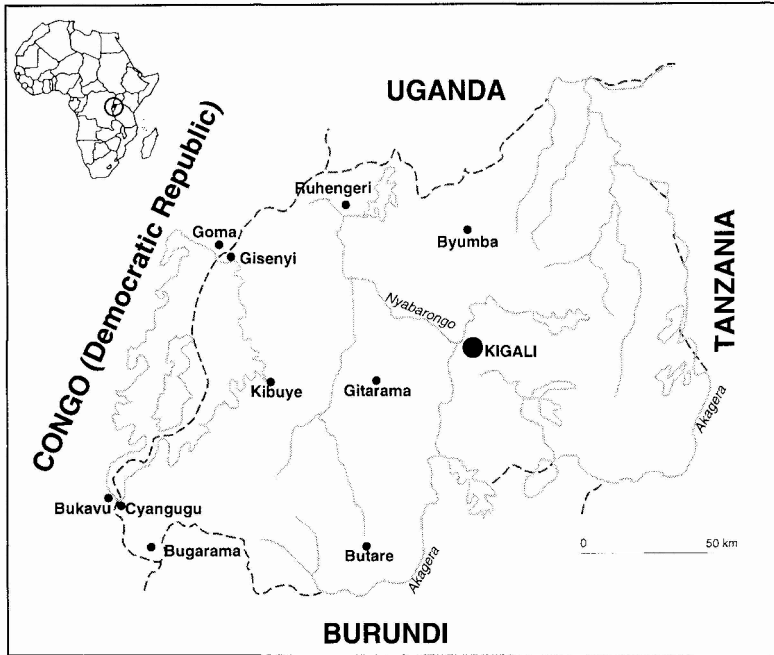 UGANDA
CONGO (Democratic Republic)
TANZANIA
Ruhengeri
Goma
Gisenyi
Byumba
Nyabarongo
KIGALI
Kibuye
Gitarama
Akagera
Bukavu
Cyangugu
Bugarama
Butare
Akagera
0 50 km
BURUNDI